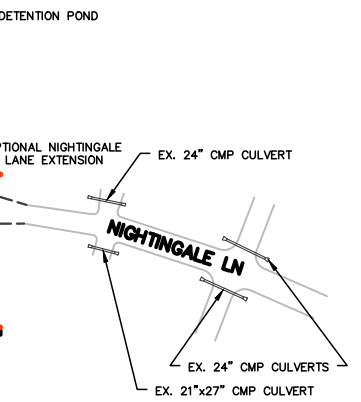 DETENTION POND
PTIONAL NIGHTINGALE
LANE EXTENSION
EX. 24" CMP CULVERT
NIGHTINGALE LN
EX. 24" CMP CULVERTS
EX. 21"x27" CMP CULVERT